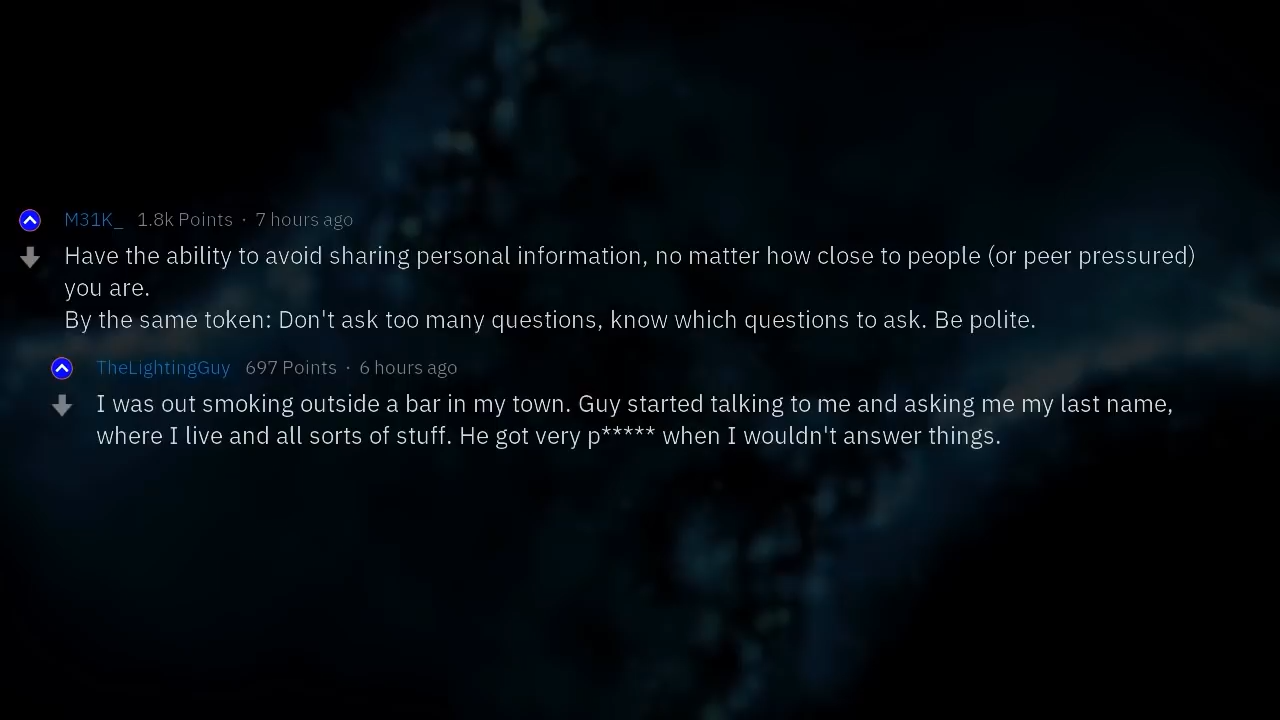 M31K_ 1.8k Points · 7 hours ago
Have the ability to avoid sharing personal information, no matter how close to people (or peer pressured)
you are.
By the same token: Don't ask too many questions, know which questions to ask. Be polite.
TheLightingGuy 697 Points · 6 hours ago
I was out smoking outside a bar in my town. Guy started talking to me and asking me my last name,
where I live and all sorts of stuff. He got very p***** when I wouldn't answer things.